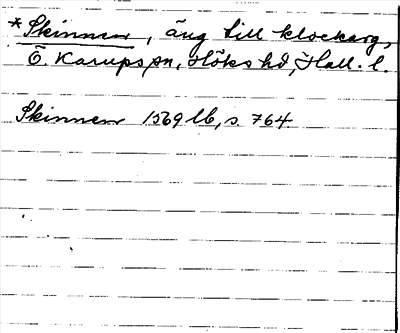 *Skinnen, äng till klockarg,
Ö. Karups sn, Höks hd, Hall. l.
Skinnen 1569 lb, s. 764